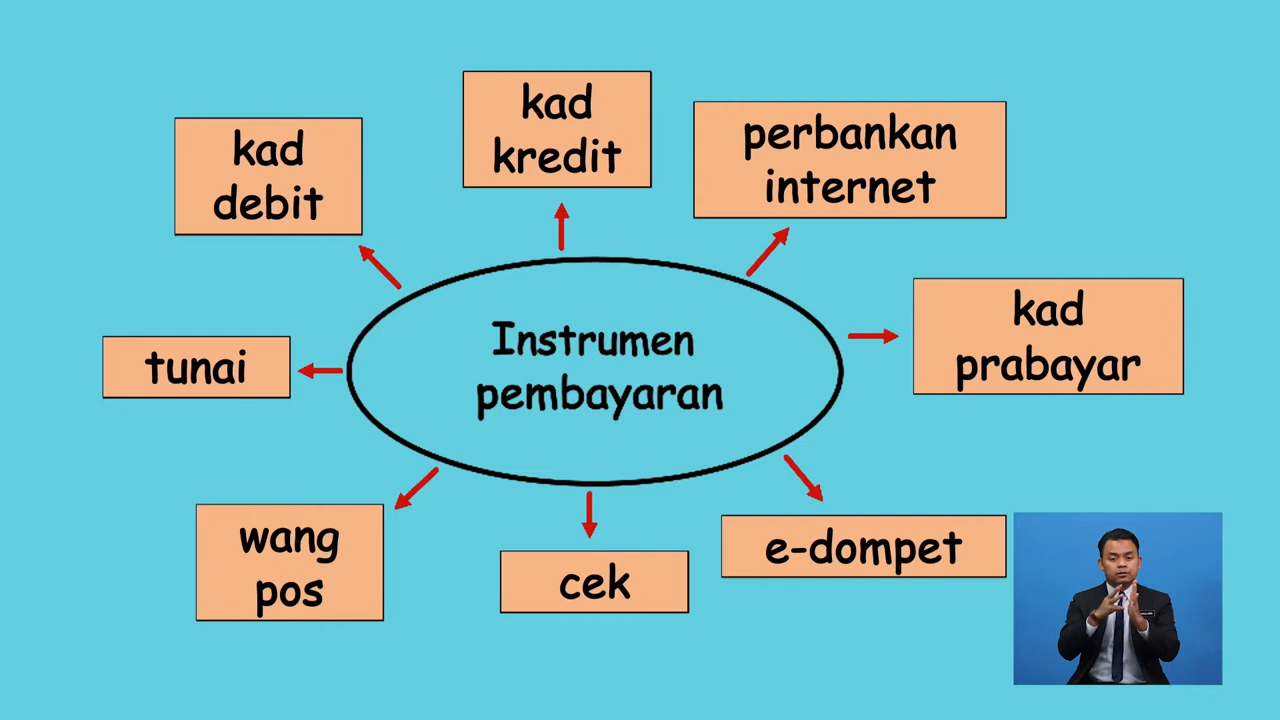 kad
kredit
perbankan
internet
kad
debit
kad
prabayar
Instrumen
pembayaran
tunai
wang
pos
cek
e-dompet